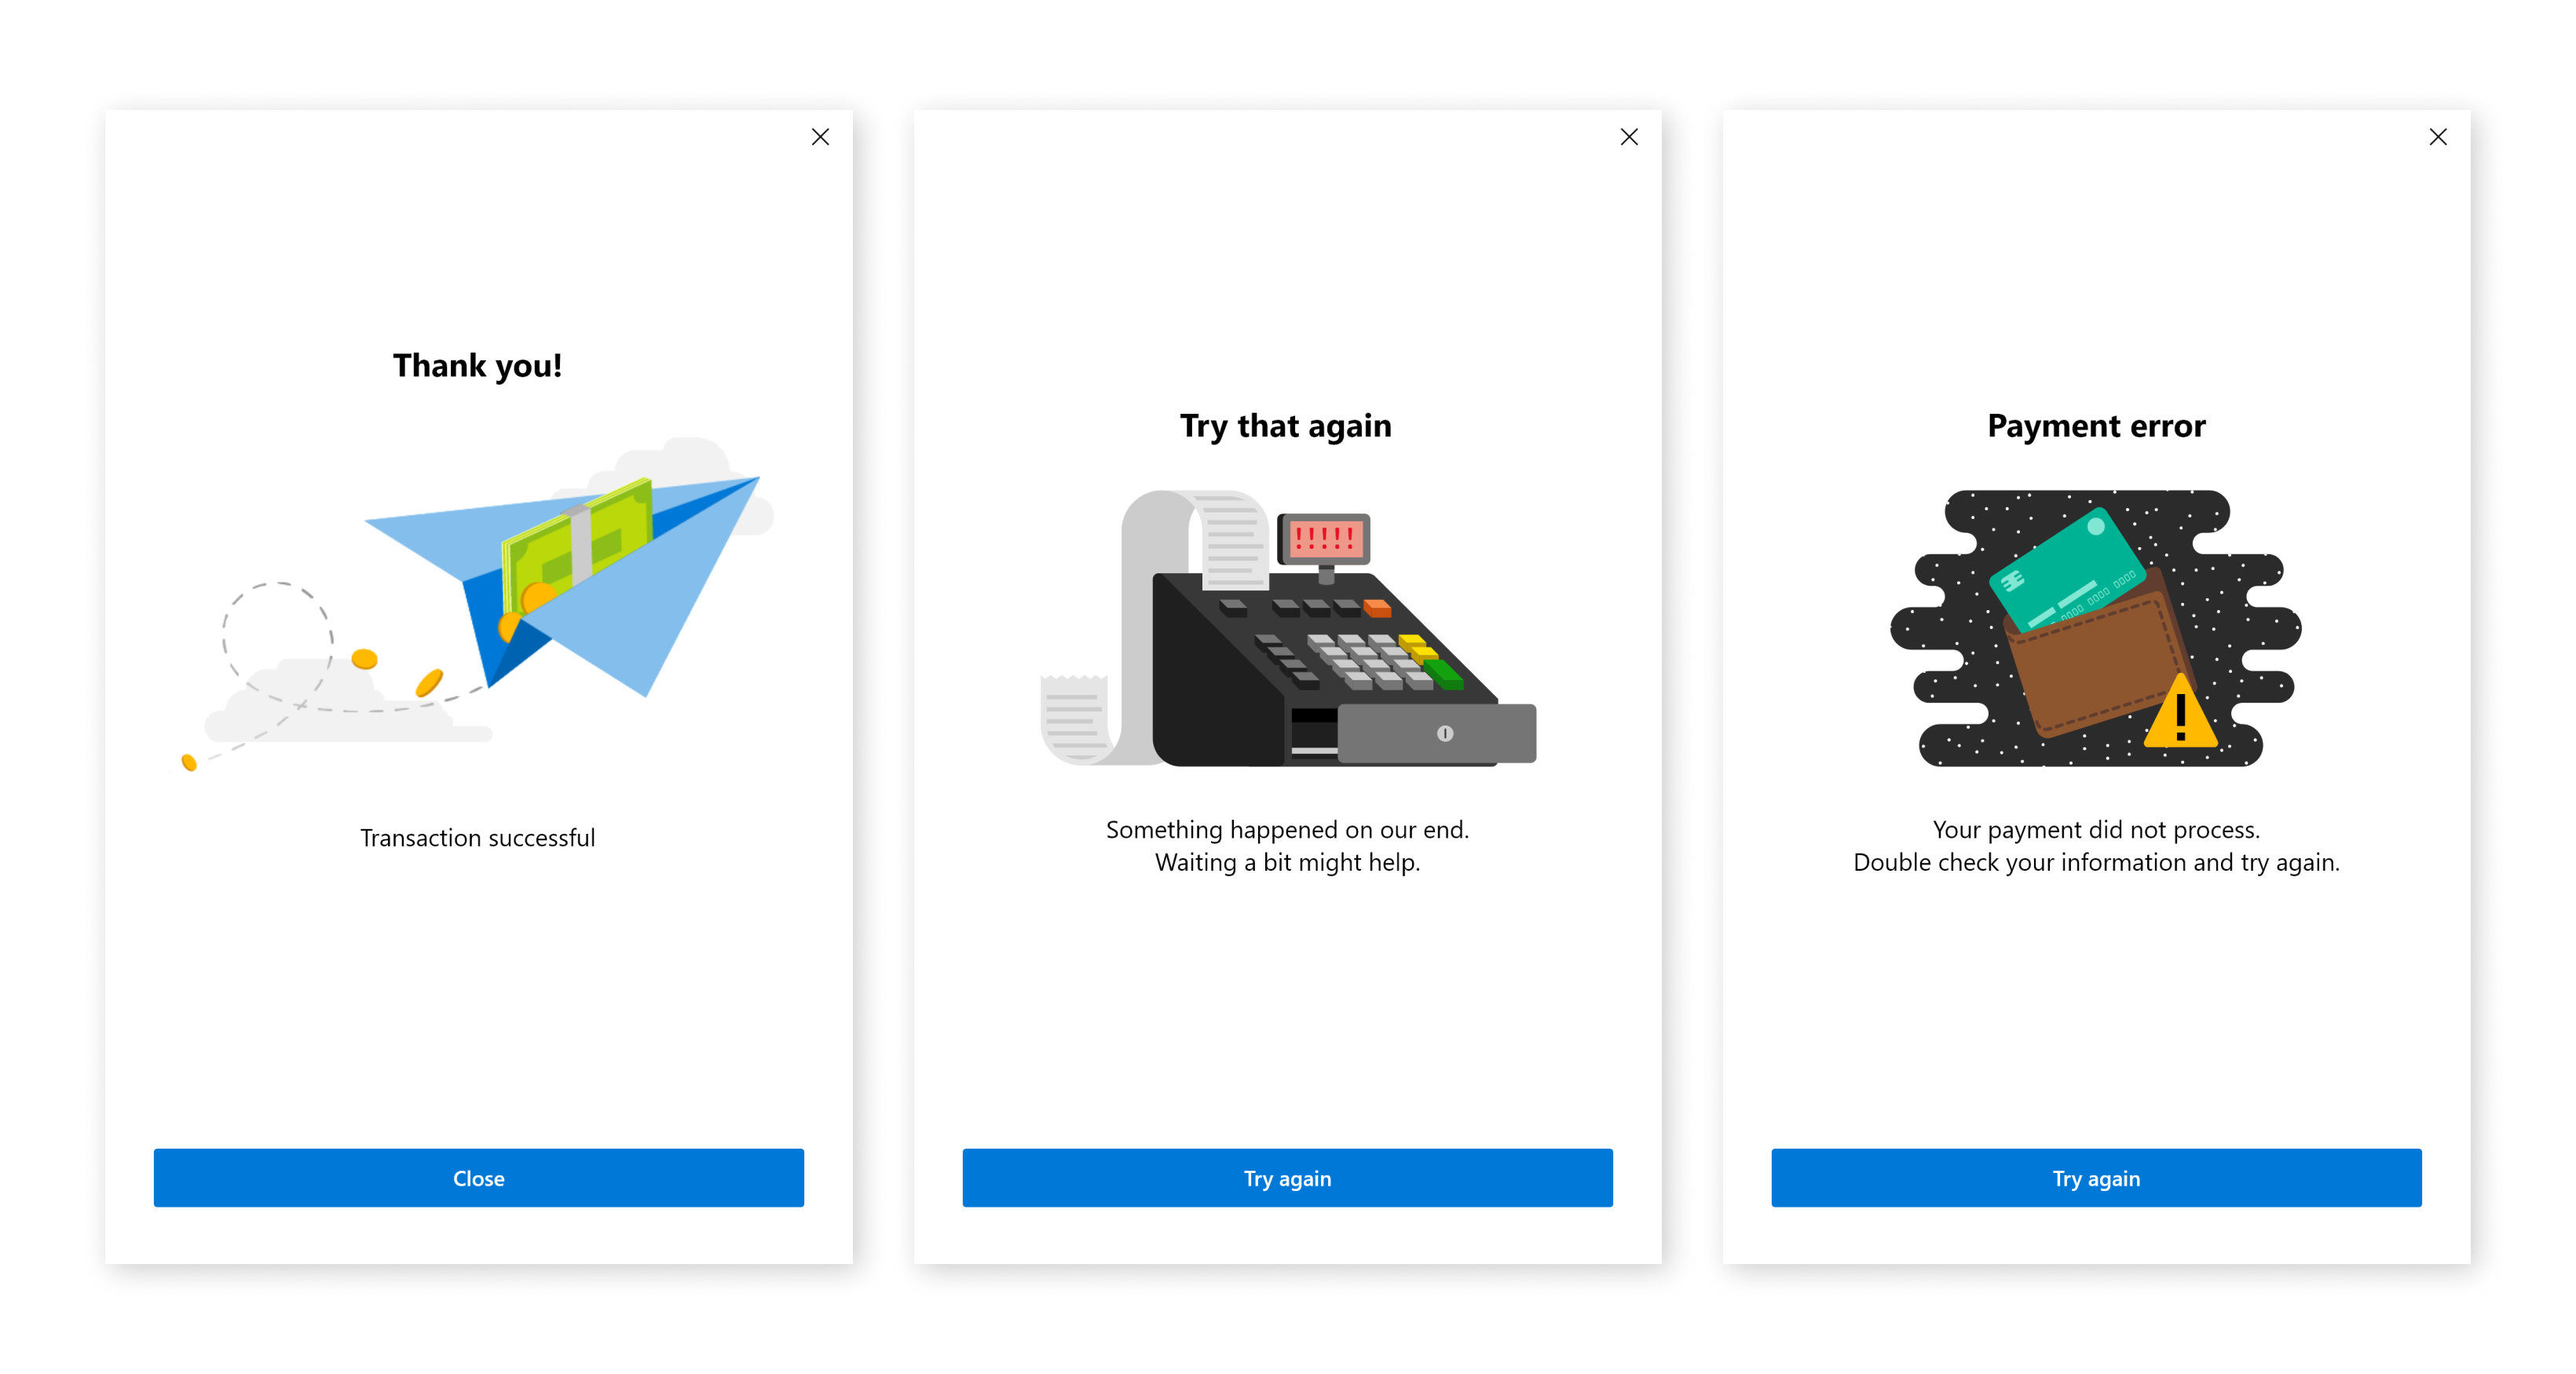 Thank you!
Transaction successful
Close
Try that again
!!!!!
Something happened on our end.
Waiting a bit might help.
Try again
Payment error
0000 0000 0000
!
Your payment did not process.
Double check your information and try again.
Try again